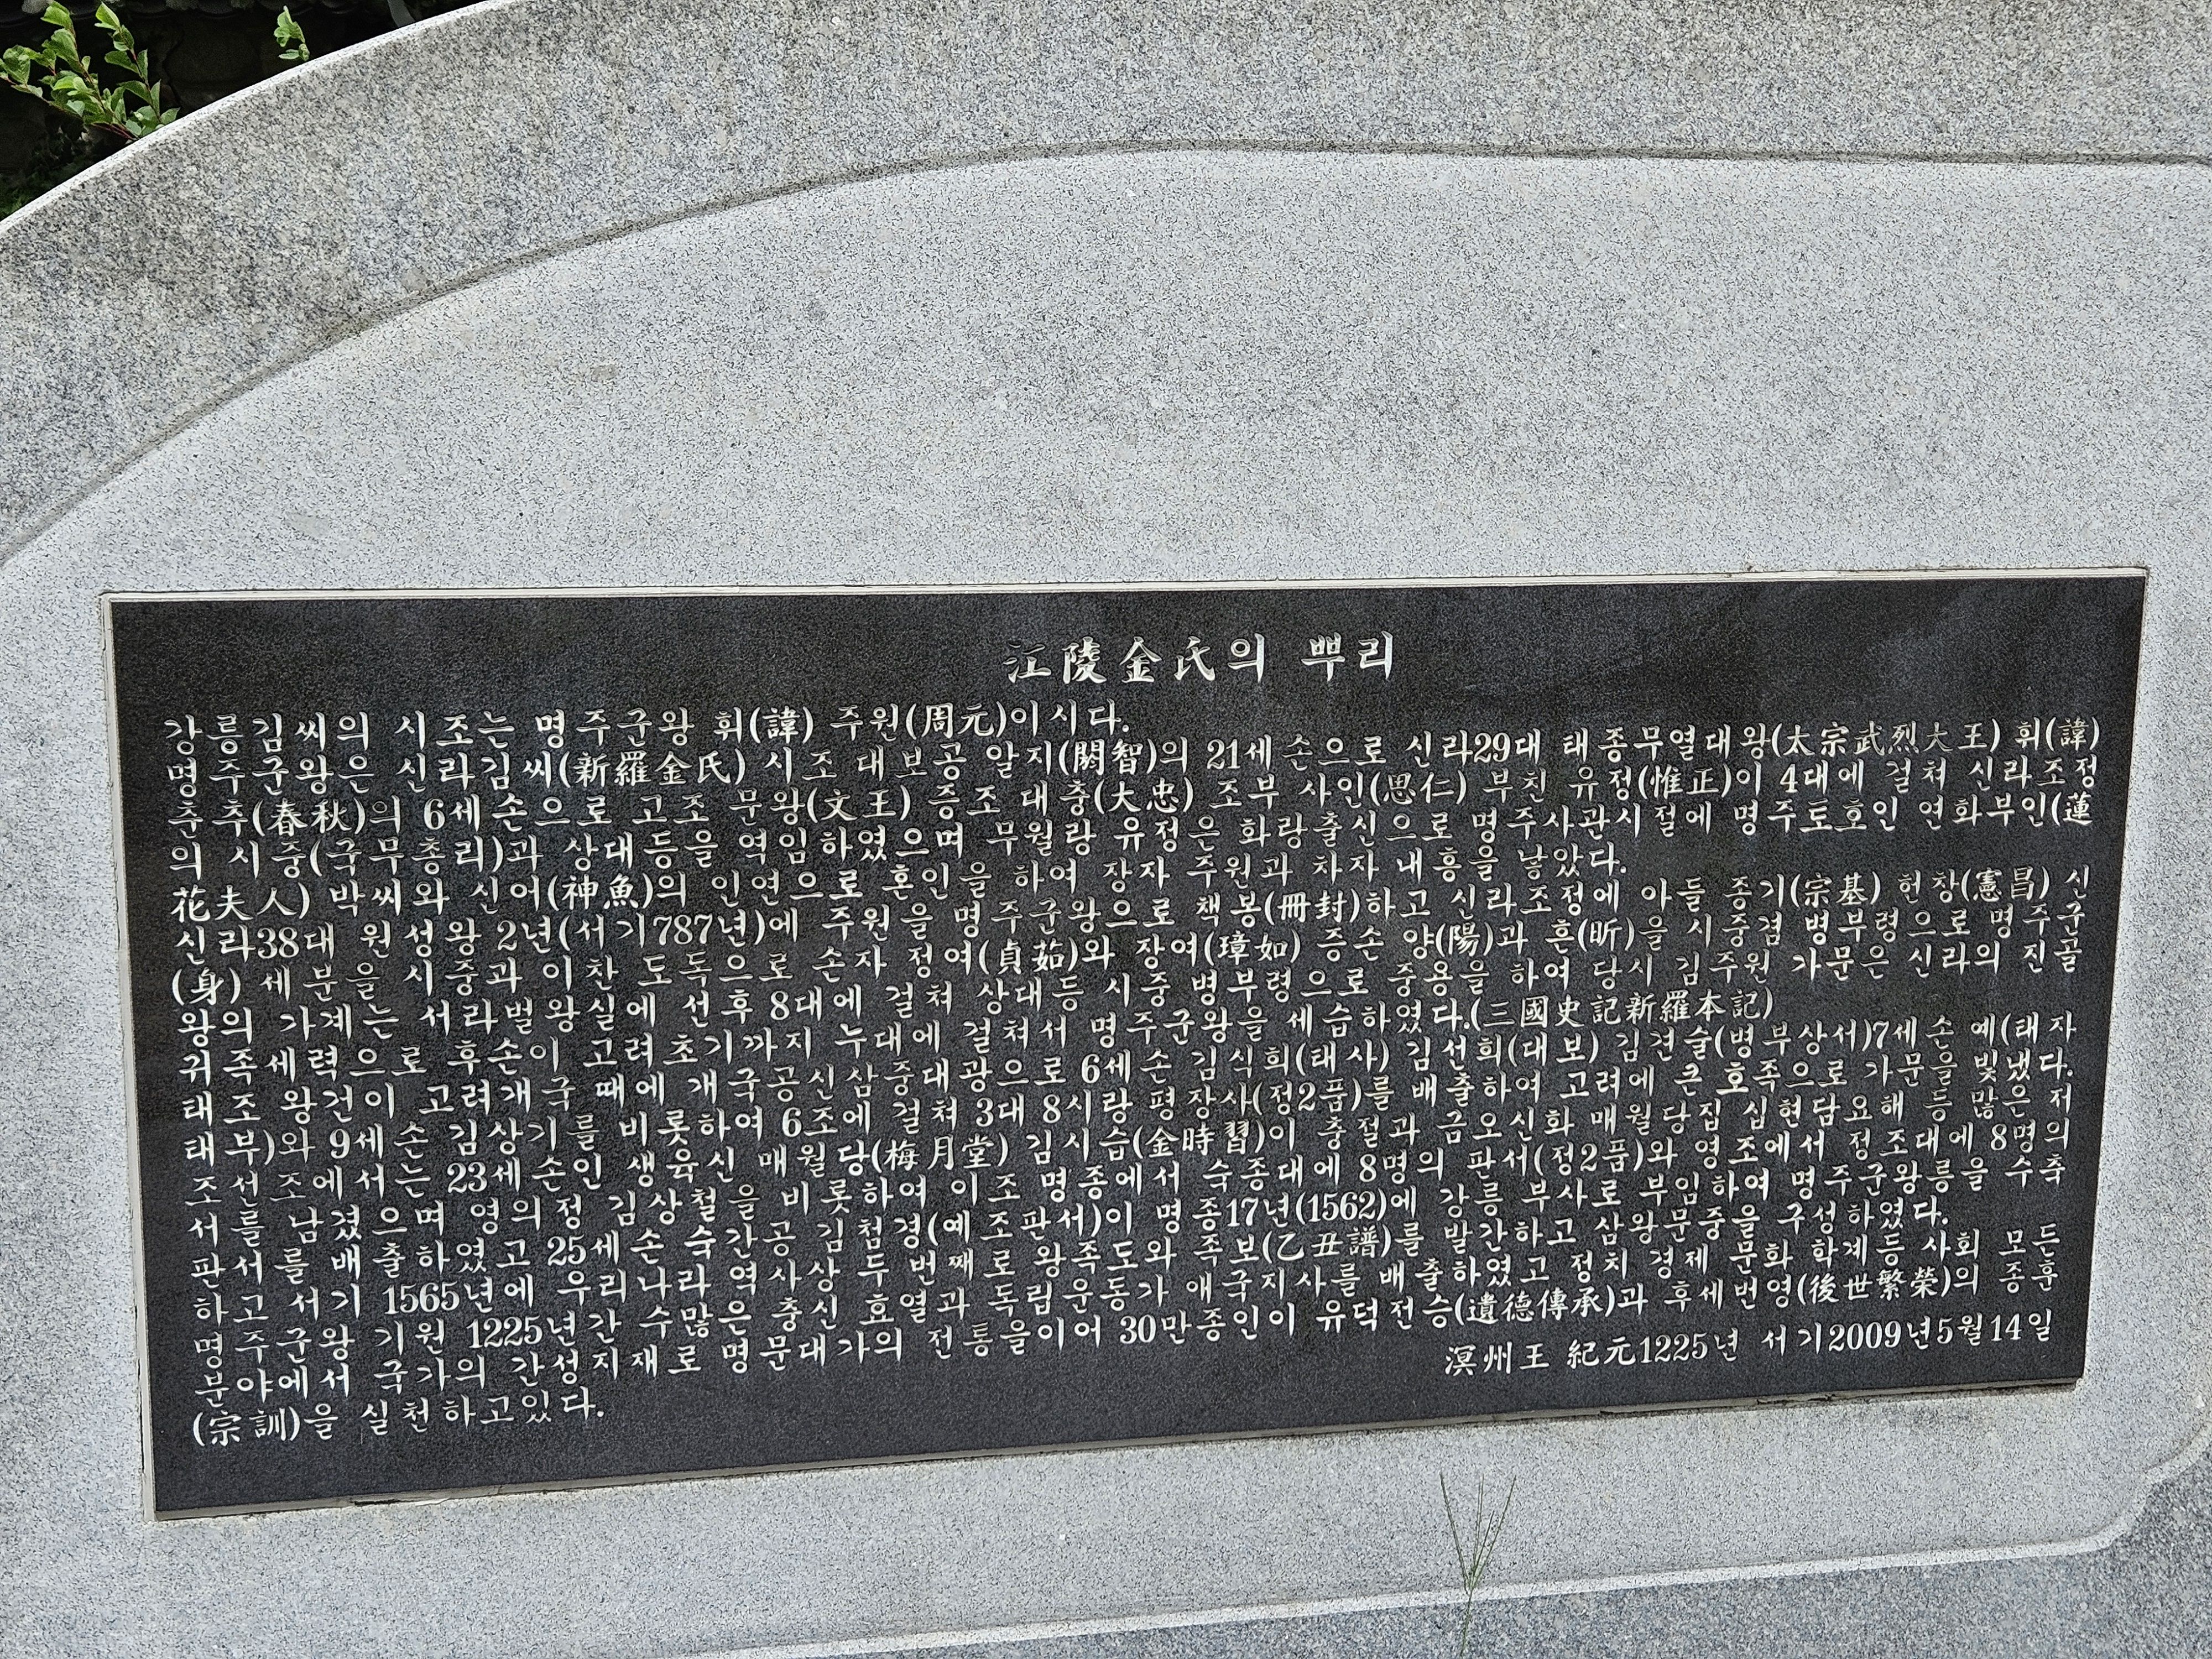 江陵金氏의 뿌리
강릉김씨의 시조는 명주군왕 휘(諱) 주원(周元)이시다.
명주군왕은 신라김씨(新羅金氏) 시조 대보공 알지(閼智)의 21세손으로 신라29대 태종무열대왕(太宗武烈大王) 휘(諱)
춘추(春秋)의 6세손으로 고조 문왕(文王) 증조 대충(大忠) 조부 사인(思仁) 부친 유정(惟正)이 4대에 걸쳐 신라조정
의 시중(국무총리)과 상대등을 역임하였으며 무월랑 유정은 화랑출신으로 명주사관시절에 명주토호인 연화부인(蓮
花夫人) 박씨와 신어(神魚)의 인연으로 혼인을 하여 장자 주원과 차자 내흥을 낳았다.
신라38대 원성왕 2년(서기787년)에 주원을 명주군왕으로 책봉(冊封)하고 신라조정에 아들 종기(宗基) 헌창(憲昌) 신
(身) 세분을 시중과 이찬 도독으로 손자 정여(貞茹)와 장여(璋如) 증손 양(陽)과 흔(昕)을 시중겸 병부령으로 명주군
왕의 가계는 서라벌왕실에 선후 8대에 걸쳐 상대등 시중 병부령으로 중용을 하여 당시 김주원 가문은 신라의 진골
귀족세력으로 후손이 고려초기까지 누대에 걸쳐서 명주군왕을 세습하였다.(三國史記新羅本記)
태조 왕건이 고려개국 때에 개국공신삼중대광으로 6세손 김식희(태사) 김선희(대보) 김견술(병부상서)7세손 예(태자
태부)와 9세손 김상기를 비롯하여 6조에 걸쳐 3대 8시랑 평장사(정2품)를 배출하여 고려에 큰 호족으로 가문을 빛냈다.
조선조에서는 23세손인 생육신 매월당(梅月堂) 김시습(金時習)이 충절과 금오신화 매월당집 십현담요해 등 많은 저
서를 남겼으며 영의정 김상철을 비롯하여 이조 명종에서 숙종대에 8명의 판서(정2품)와 영조에서 정조대에 8명의
판서를 배출하였고 25세손 숙간공 김첨경(예조판서)이 명종17년(1562)에 강릉 부사로 부임하여 명주군왕릉을 수축
하고 서기 1565년에 우리나라 역사상 두번째로 왕족도와 족보(乙丑譜)를 발간하고 삼왕문중을 구성하였다.
명주군왕 기원 1225년간 수많은 충신 효열과 독립운동가 애국지사를 배출하였고 정치 경제 문화 학계등 사회 모든
분야에서 국가의 간성지재로 명문대가의 전통을이어 30만종인이 유덕전승(遺德傳承)과 후세번영(後世繁榮)의 종훈
(宗訓)을 실천하고있다.
溟州王 紀元1225년 서기2009년5월14일